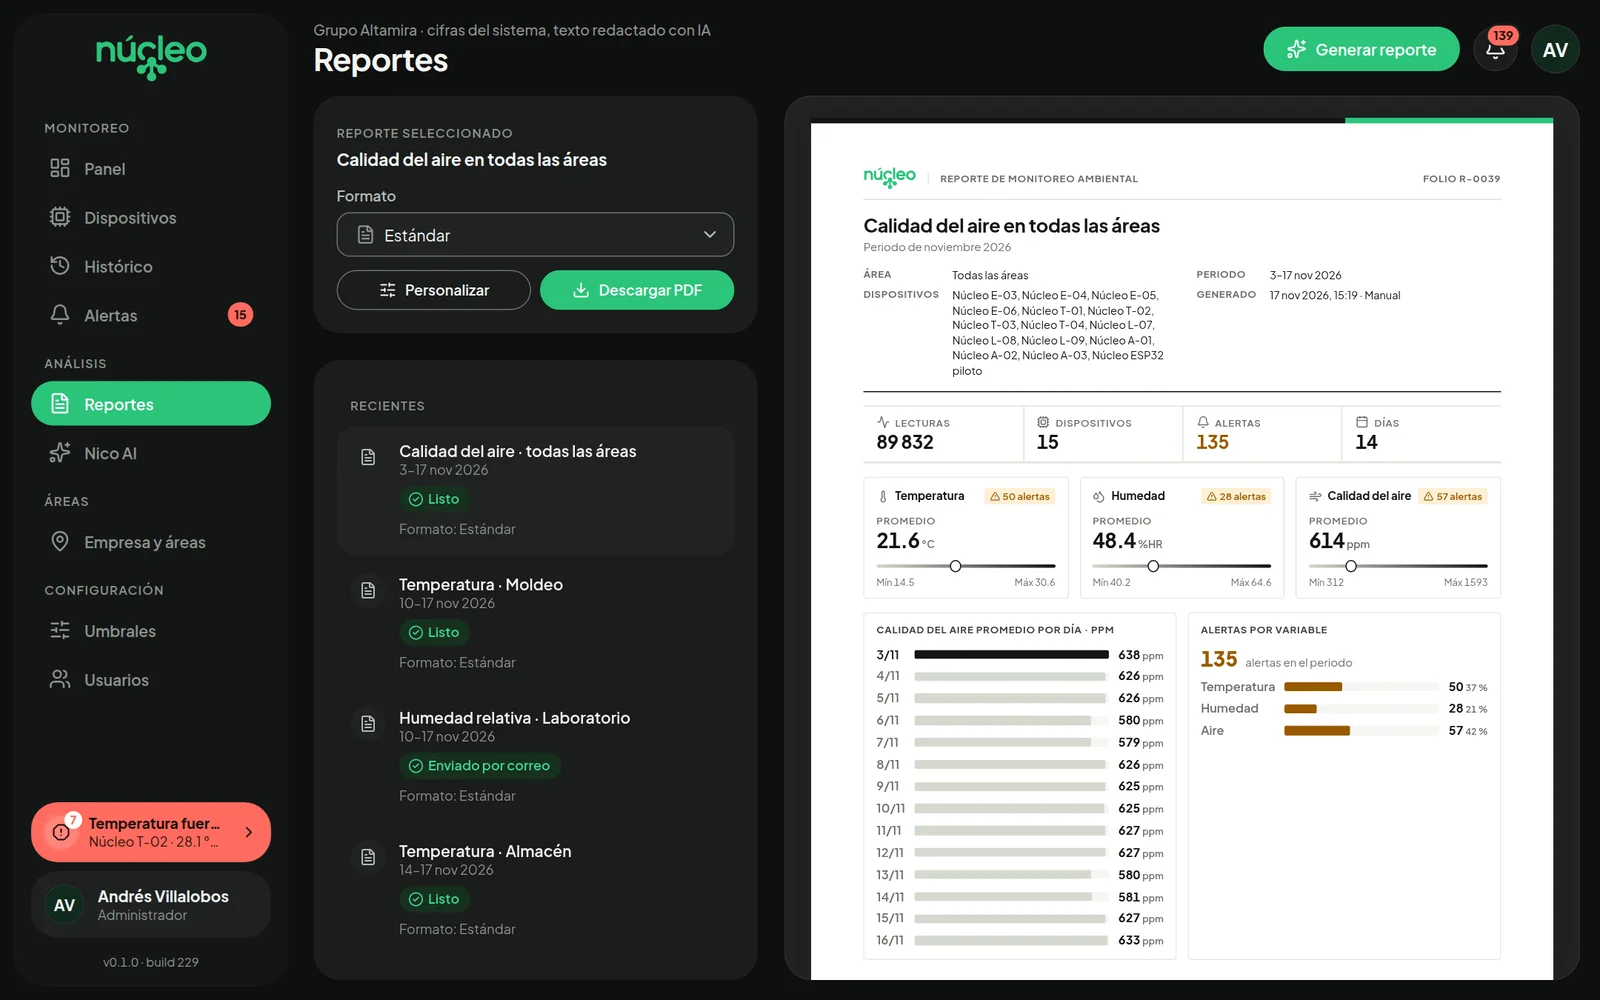 núcleo
MONITOREO
Panel
Dispositivos
Histórico
Alertas
15
ANÁLISIS
Reportes
Nico AI
ÁREAS
Empresa y áreas
CONFIGURACIÓN
Umbrales
Usuarios
7
Temperatura fuer...
Núcleo T-02 · 28.1 °...
AV
Andrés Villalobos
Administrador
v0.1.0 · build 229
Grupo Altamira · cifras del sistema, texto redactado con IA
Reportes
Generar reporte
139
AV
REPORTE SELECCIONADO
Calidad del aire en todas las áreas
Formato
Estándar
Personalizar
Descargar PDF
RECIENTES
Calidad del aire · todas las áreas
3–17 nov 2026
Listo
Formato: Estándar
Temperatura · Moldeo
10–17 nov 2026
Listo
Formato: Estándar
Humedad relativa · Laboratorio
10–17 nov 2026
Enviado por correo
Formato: Estándar
Temperatura · Almacén
14–17 nov 2026
Listo
Formato: Estándar
núcleo
REPORTE DE MONITOREO AMBIENTAL
FOLIO R-0039
Calidad del aire en todas las áreas
Periodo de noviembre 2026
ÁREA Todas las áreas
DISPOSITIVOS Núcleo E-03, Núcleo E-04, Núcleo E-05,
Núcleo E-06, Núcleo T-01, Núcleo T-02,
Núcleo T-03, Núcleo T-04, Núcleo L-07,
Núcleo L-08, Núcleo L-09, Núcleo A-01,
Núcleo A-02, Núcleo A-03, Núcleo ESP32
piloto
PERIODO 3–17 nov 2026
GENERADO 17 nov 2026, 15:19 · Manual
LECTURAS
89 832
DISPOSITIVOS
15
ALERTAS
135
DÍAS
14
Temperatura
50 alertas
PROMEDIO
21.6 °C
Mín 14.5 Máx 30.6
Humedad
28 alertas
PROMEDIO
48.4 %HR
Mín 40.2 Máx 64.6
Calidad del aire
57 alertas
PROMEDIO
614 ppm
Mín 312 Máx 1593
CALIDAD DEL AIRE PROMEDIO POR DÍA · PPM
3/11 638 ppm
4/11 626 ppm
5/11 626 ppm
6/11 580 ppm
7/11 579 ppm
8/11 626 ppm
9/11 625 ppm
10/11 625 ppm
11/11 627 ppm
12/11 627 ppm
13/11 580 ppm
14/11 581 ppm
15/11 627 ppm
16/11 633 ppm
ALERTAS POR VARIABLE
135 alertas en el periodo
Temperatura 50 37 %
Humedad 28 21 %
Aire 57 42 %